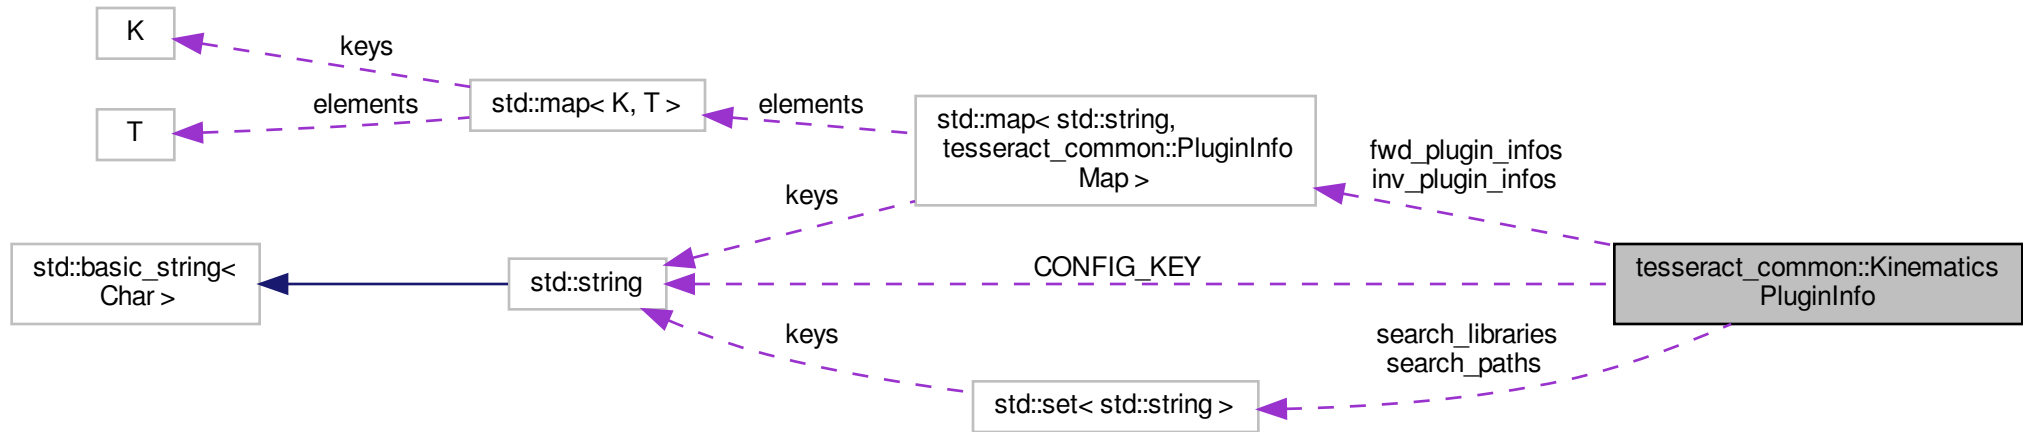 K
keys
std::map< K, T >
elements
T
elements
std::map< std::string,
tesseract_common::PluginInfo
Map >
fwd_plugin_infos
inv_plugin_infos
keys
std::basic_string<
Char >
std::string
CONFIG_KEY
tesseract_common::Kinematics
PluginInfo
keys
search_libraries
search_paths
std::set< std::string >